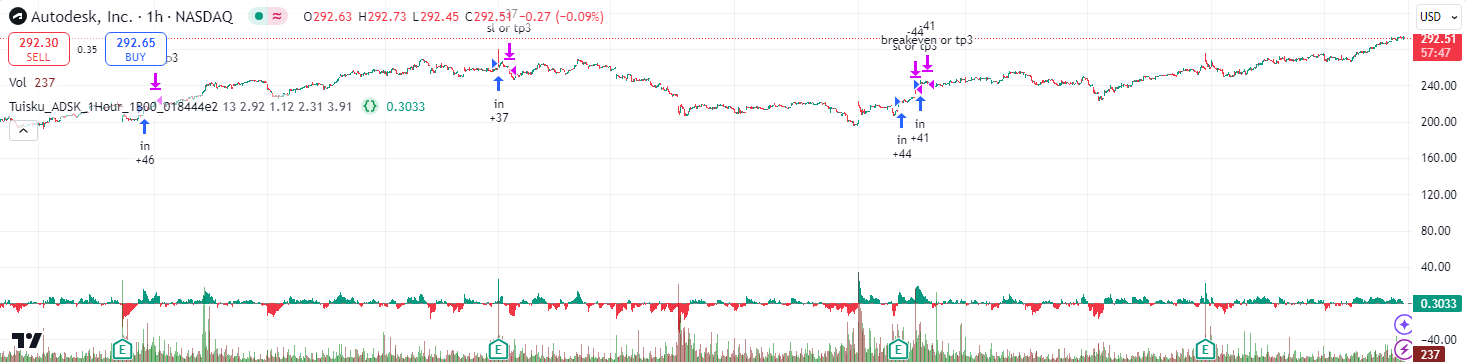 Autodesk, Inc. · 1h · NASDAQ
O292.63 H292.73 L292.45 C292.51 −0.27 (−0.09%)
USD
292.30
SELL
0.35
292.65
BUY
292.51
57:47
Vol 237
Tuisku_ADSK_1Hour_1B00_018444e2 13 2.92 1.12 2.31 3.91 {} 0.3033
in
+46
-37
sl or tp3
in
+37
-41
-44
breakeven or tp3
sl or tp3
in
+41
in
+44
240.00
200.00
160.00
120.00
80.00
40.00
0.3033
−40.00
237
E
E
E
E